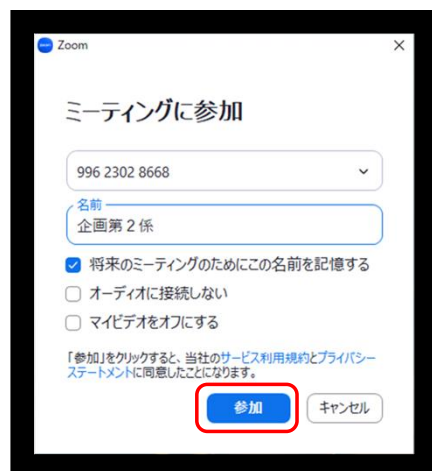 Zoom
ミーティングに参加
996 2302 8668
名前
企画第２係
将来のミーティングのためにこの名前を記憶する
オーディオに接続しない
マイビデオをオフにする
「参加」をクリックすると、当社のサービス利用規約とプライバシー
ステートメントに同意したことになります。
参加 キャンセル